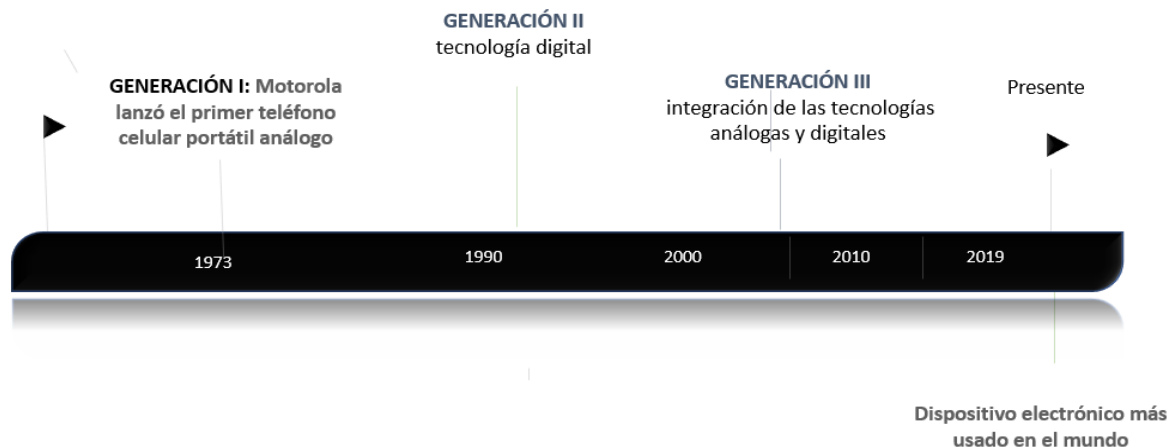 GENERACIÓN II
tecnología digital
GENERACIÓN I: Motorola
lanzó el primer teléfono
celular portátil análogo
GENERACIÓN III
integración de las tecnologías
análogas y digitales
Presente
1973
1990
2000
2010
2019
Dispositivo electrónico más
usado en el mundo